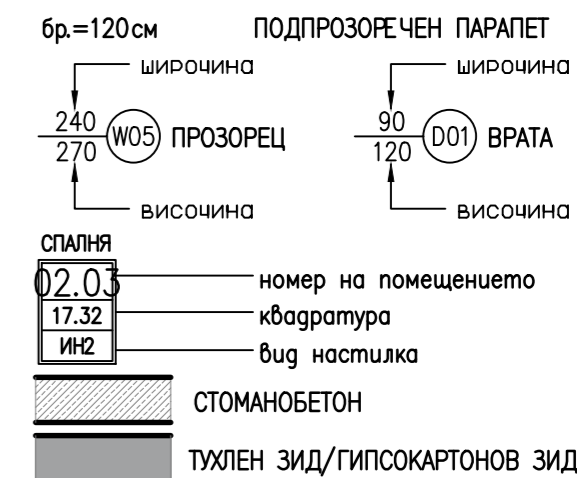 бр.=120см ПОДПРОЗОРЕЧЕН ПАРАПЕТ
широчина широчина
240 90
W05 ПРОЗОРЕЦ D01 ВРАТА
270 120
височина височина
СПАЛНЯ
02.03 номер на помещението
17.32 квадратура
ИН2 вид настилка
СТОМАНОБЕТОН
ТУХЛЕН ЗИД/ГИПСОКАРТОНОВ ЗИД